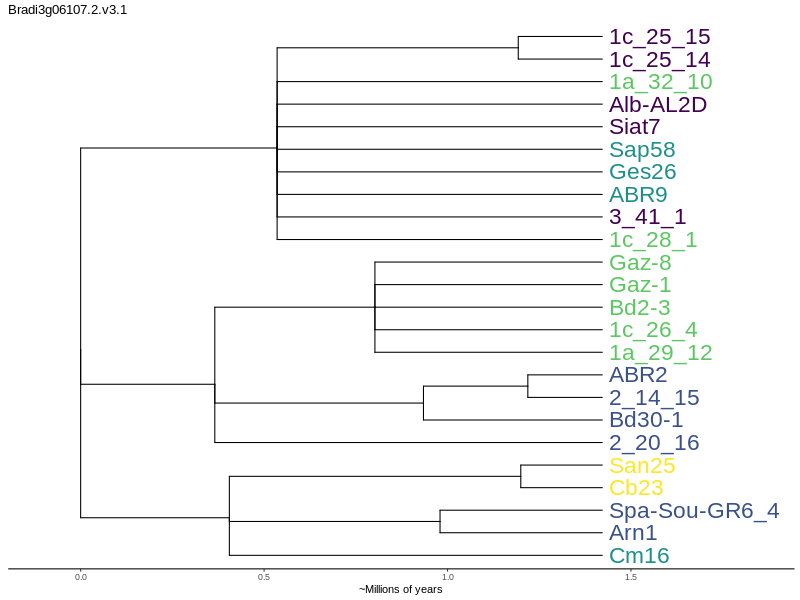 Bradi3g06107.2.v3.1
1c_25_15
1c_25_14
1a_32_10
Alb-AL2D
Siat7
Sap58
Ges26
ABR9
3_41_1
1c_28_1
Gaz-8
Gaz-1
Bd2-3
1c_26_4
1a_29_12
ABR2
2_14_15
Bd30-1
2_20_16
San25
Cb23
Spa-Sou-GR6_4
Arn1
Cm16
0.0 0.5 1.0 1.5
~Millions of years